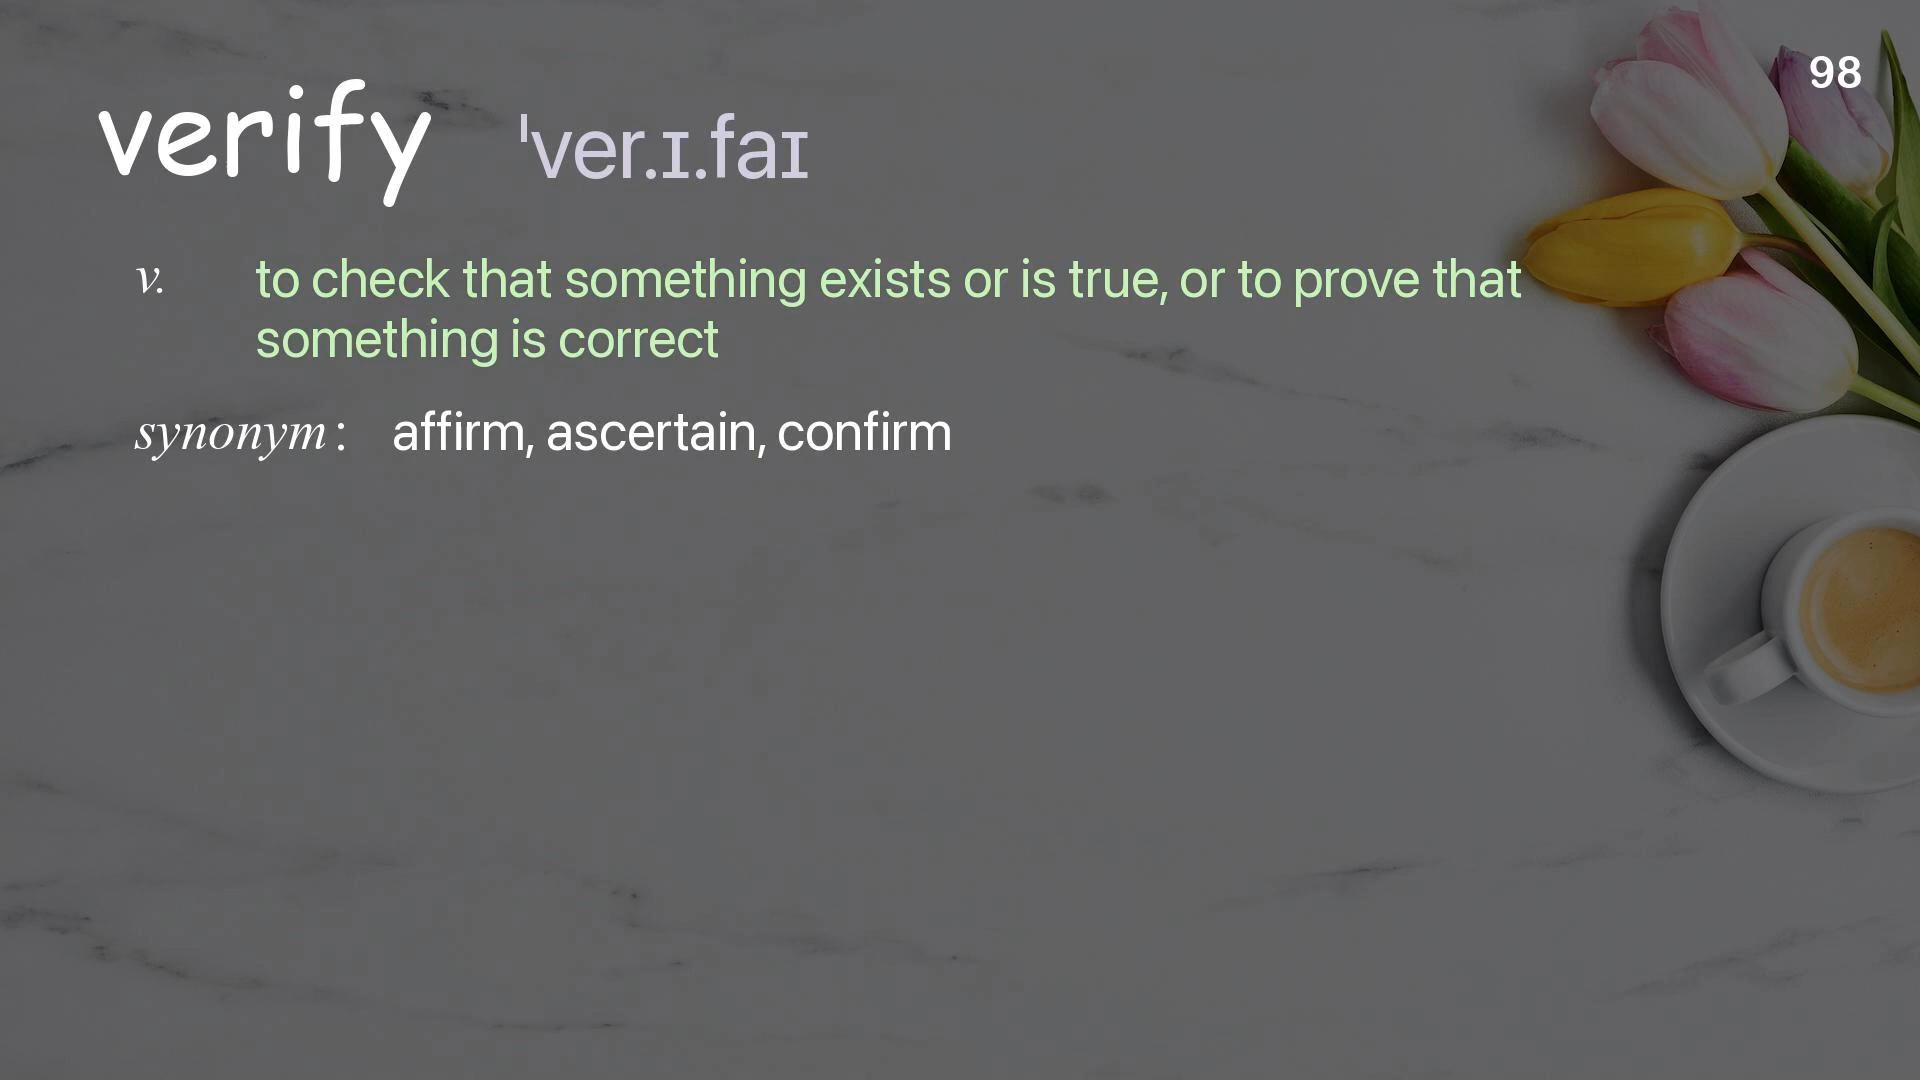 98
verify ˈver.ɪ.faɪ
v. to check that something exists or is true, or to prove that
something is correct
synonym: affirm, ascertain, confirm